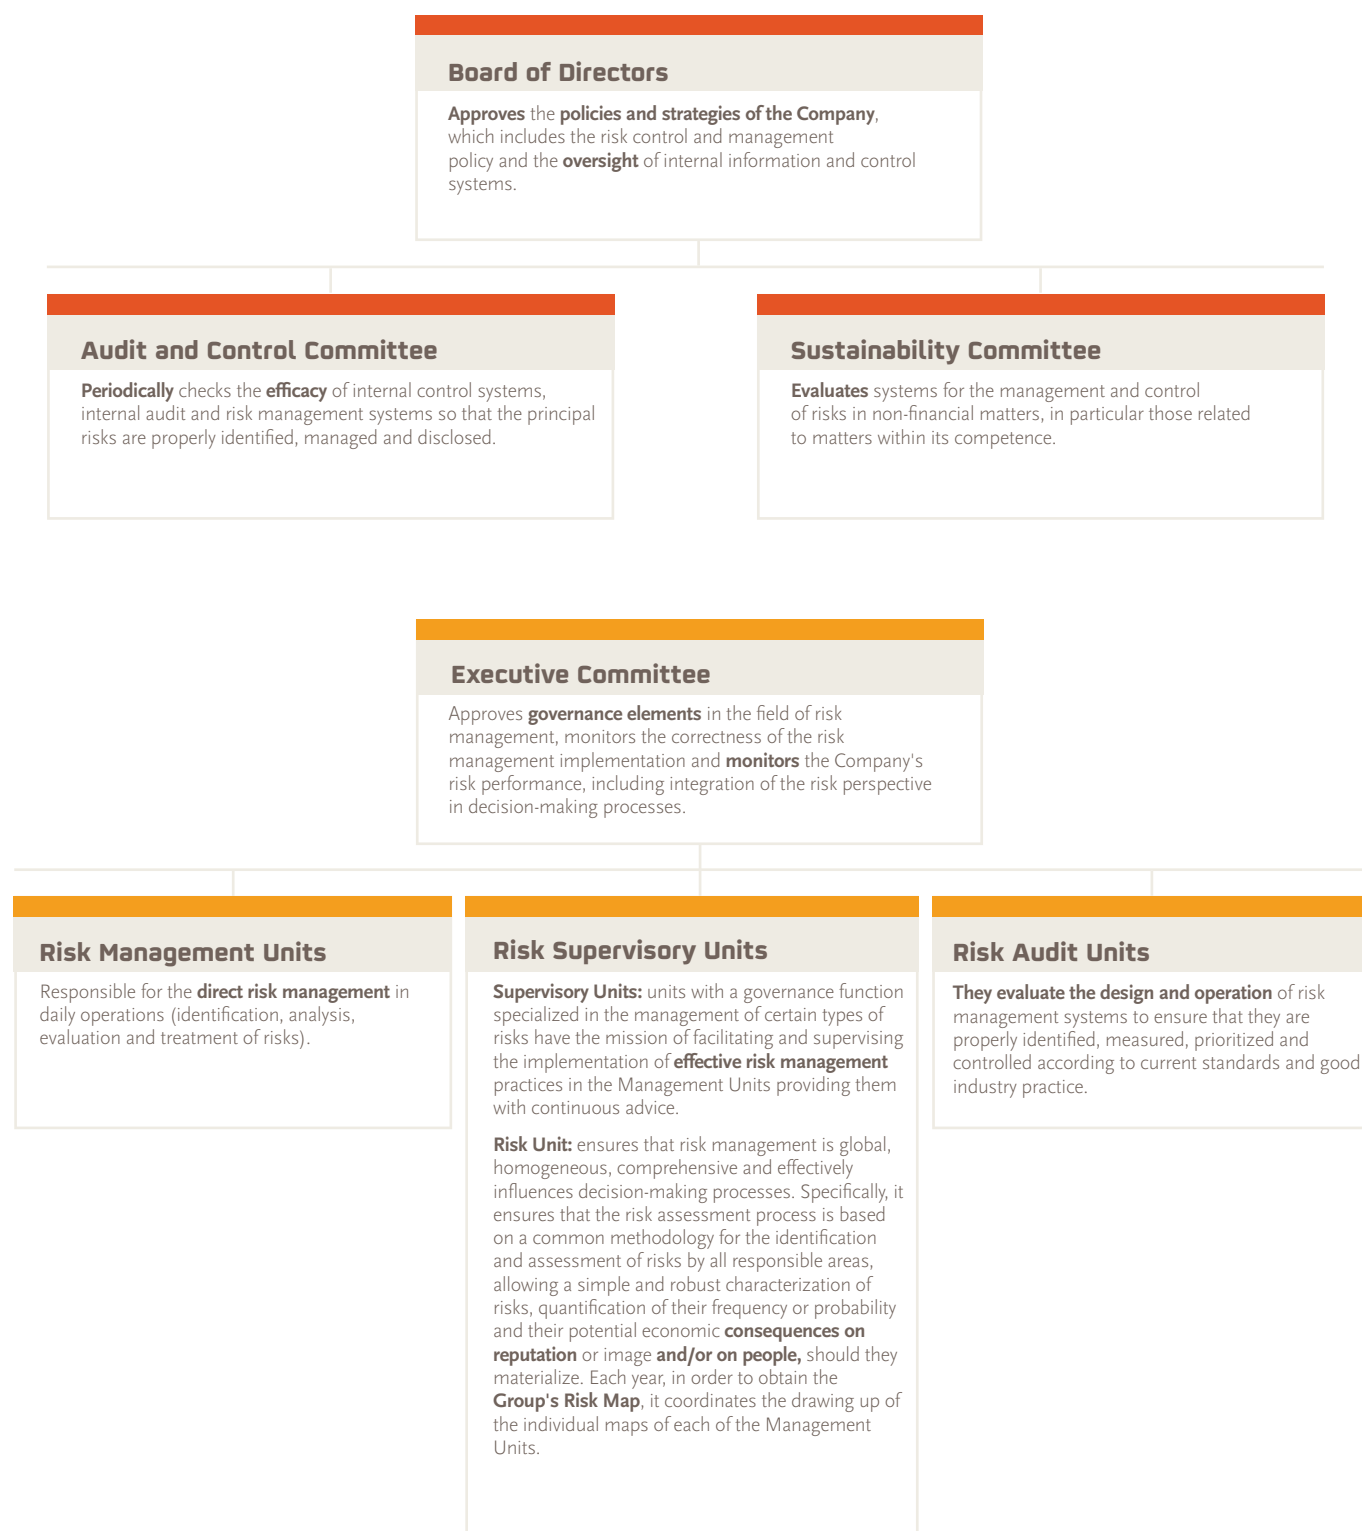 Board of Directors
Approves the policies and strategies of the Company,
which includes the risk control and management
policy and the oversight of internal information and control
systems.
Audit and Control Committee
Periodically checks the efficacy of internal control systems,
internal audit and risk management systems so that the principal
risks are properly identified, managed and disclosed.
Sustainability Committee
Evaluates systems for the management and control
of risks in non-financial matters, in particular those related
to matters within its competence.
Executive Committee
Approves governance elements in the field of risk
management, monitors the correctness of the risk
management implementation and monitors the Company's
risk performance, including integration of the risk perspective
in decision-making processes.
Risk Management Units
Responsible for the direct risk management in
daily operations (identification, analysis,
evaluation and treatment of risks).
Risk Supervisory Units
Supervisory Units: units with a governance function
specialized in the management of certain types of
risks have the mission of facilitating and supervising
the implementation of effective risk management
practices in the Management Units providing them
with continuous advice.
Risk Unit: ensures that risk management is global,
homogeneous, comprehensive and effectively
influences decision-making processes. Specifically, it
ensures that the risk assessment process is based
on a common methodology for the identification
and assessment of risks by all responsible areas,
allowing a simple and robust characterization of
risks, quantification of their frequency or probability
and their potential economic consequences on
reputation or image and/or on people, should they
materialize. Each year, in order to obtain the
Group's Risk Map, it coordinates the drawing up of
the individual maps of each of the Management
Units.
Risk Audit Units
They evaluate the design and operation of risk
management systems to ensure that they are
properly identified, measured, prioritized and
controlled according to current standards and good
industry practice.